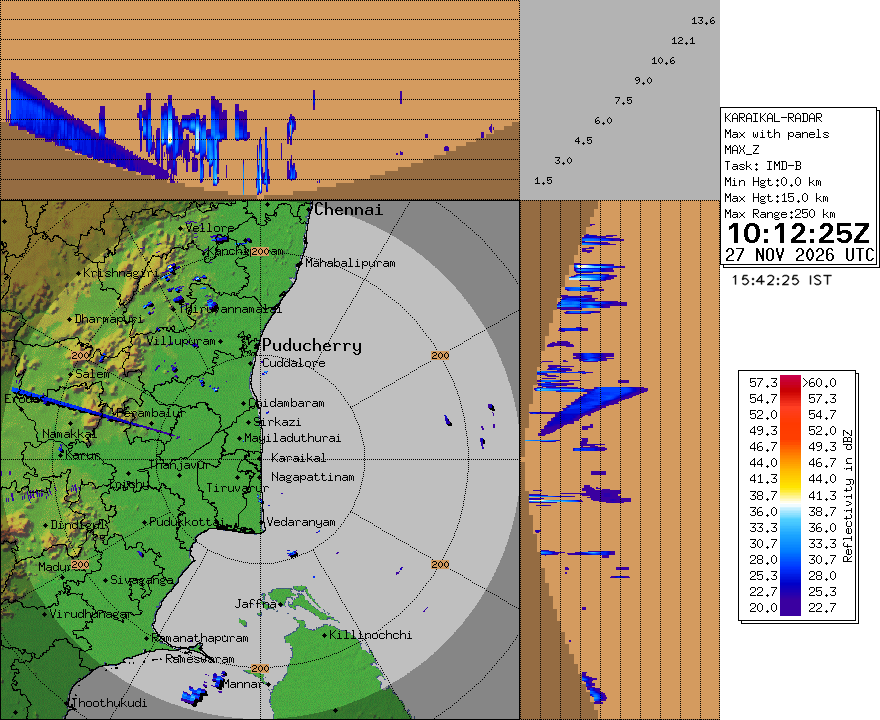 13.6
12.1
10.6
9.0
7.5
6.0
4.5
3.0
1.5
KARAIKAL-RADAR
Max with panels
MAX_Z
Task: IMD-B
Min Hgt:0.0 km
Max Hgt:15.0 km
Max Range:250 km
10:12:25Z
27 NOV 2026 UTC
15:42:25 IST
Chennai
Vellore
200
Mahabalipuram
Krishnagiri
Thiruvannamalai
Dharmapuri
Villupuram
Puducherry
200
200
Cuddalore
Salem
Chidambaram
Perambalur
Sirkazi
Namakkal
Mayiladuthurai
Karur
Karaikal
Thanjavur
Nagapattinam
Tiruvarur
Dindigul
Pudukkottai
Vedaranyam
200
200
Madurai
Sivaganga
Jaffna
Virudhunagar
Ramanathapuram
Killinochchi
Rameswaram
200
Mannar
Thoothukudi
57.3 >60.0
54.7 57.3
52.0 54.7
49.3 52.0
46.7 49.3
44.0 46.7
41.3 44.0
38.7 41.3
36.0 38.7
33.3 36.0
30.7 33.3
28.0 30.7
25.3 28.0
22.7 25.3
20.0 22.7
Reflectivity in dBZ